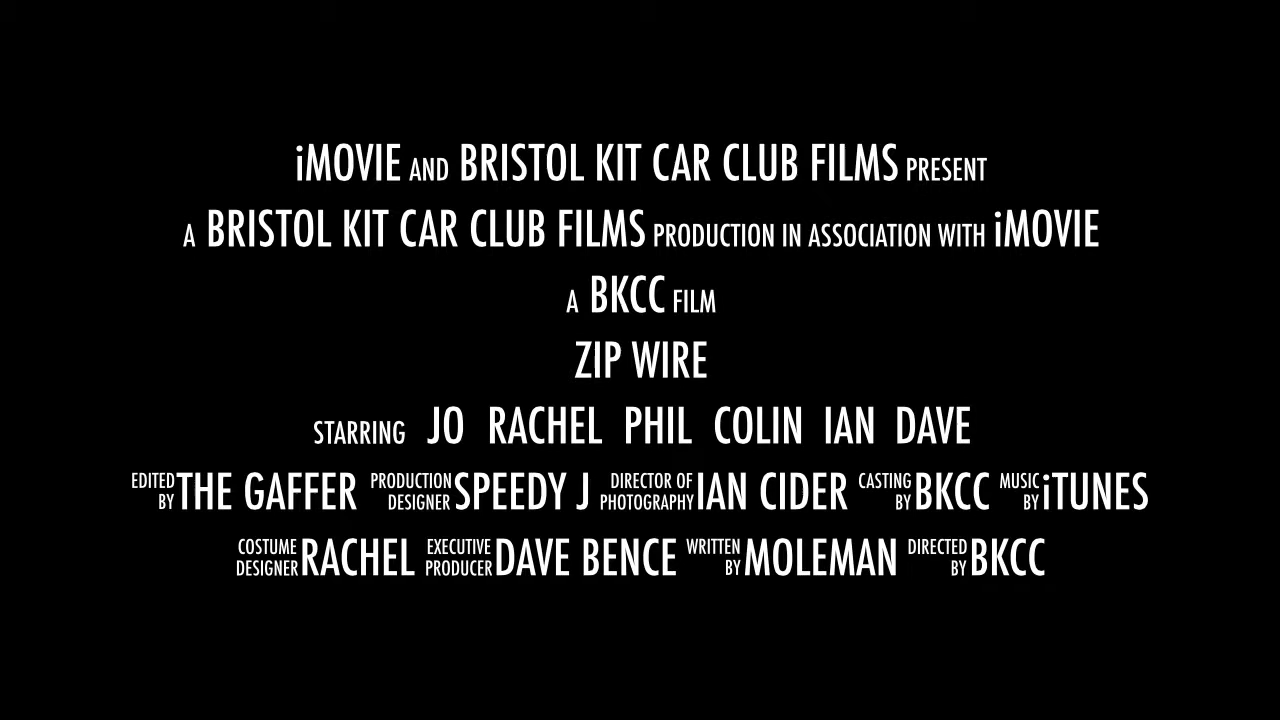 iMOVIE AND BRISTOL KIT CAR CLUB FILMS PRESENT
A BRISTOL KIT CAR CLUB FILMS PRODUCTION IN ASSOCIATION WITH iMOVIE
A BKCC FILM
ZIP WIRE
STARRING JO RACHEL PHIL COLIN IAN DAVE
EDITED BY THE GAFFER PRODUCTION DESIGNER SPEEDY J DIRECTOR OF PHOTOGRAPHY IAN CIDER CASTING BY BKCC MUSIC BY iTUNES
COSTUME DESIGNER RACHEL EXECUTIVE PRODUCER DAVE BENCE WRITTEN BY MOLEMAN DIRECTED BY BKCC